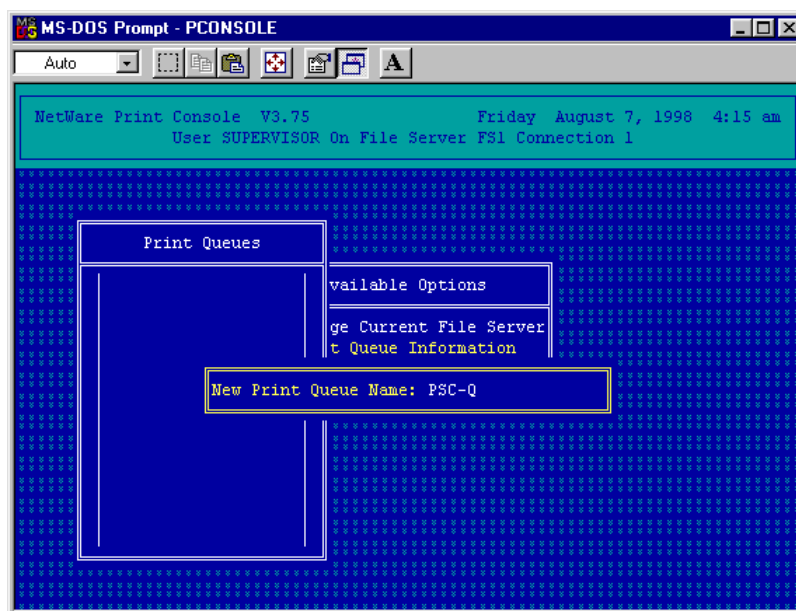 MS-DOS Prompt - PCONSOLE
Auto
A
NetWare Print Console V3.75 Friday August 7, 1998 4:15 am
User SUPERVISOR On File Server FS1 Connection 1
Print Queues
vailable Options
ge Current File Server
t Queue Information
New Print Queue Name: PSC-Q